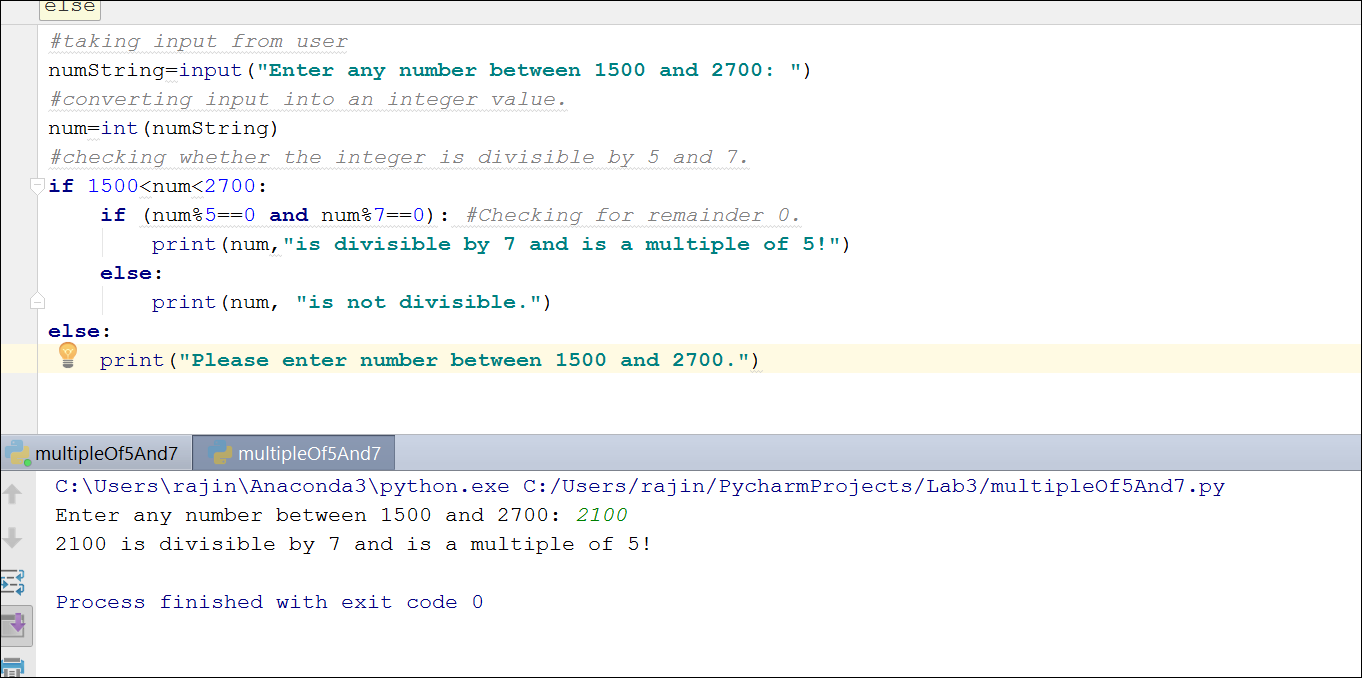 else
#taking input from user
numString=input("Enter any number between 1500 and 2700: ")
#converting input into an integer value.
num=int(numString)
#checking whether the integer is divisible by 5 and 7.
if 1500<num<2700:
    if (num%5==0 and num%7==0): #Checking for remainder 0.
        print(num,"is divisible by 7 and is a multiple of 5!")
    else:
        print(num, "is not divisible.")
else:
    print("Please enter number between 1500 and 2700.")
multipleOf5And7 multipleOf5And7
C:\Users\rajin\Anaconda3\python.exe C:/Users/rajin/PycharmProjects/Lab3/multipleOf5And7.py
Enter any number between 1500 and 2700: 2100
2100 is divisible by 7 and is a multiple of 5!
Process finished with exit code 0